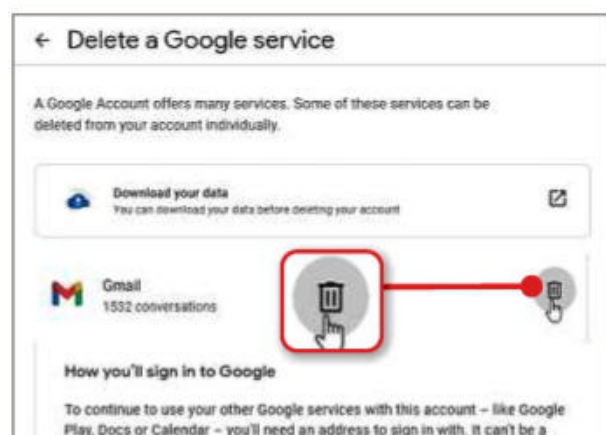 ← Delete a Google service
A Google Account offers many services. Some of these services can be
deleted from your account individually.
Download your data
You can download your data before deleting your account
Gmail
1532 conversations
How you'll sign in to Google
To continue to use your other Google services with this account – like Google
Play, Docs or Calendar – you'll need an address to sign in with. It can't be a